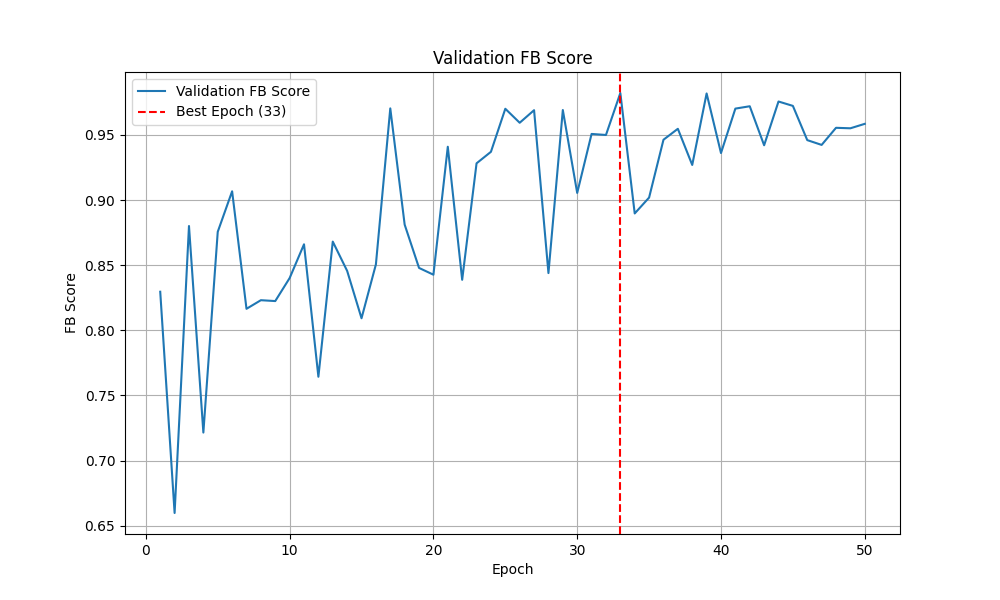 Validation FB Score
Validation FB Score
Best Epoch (33)
FB Score
0.95
0.90
0.85
0.80
0.75
0.70
0.65
0 10 20 30 40 50
Epoch